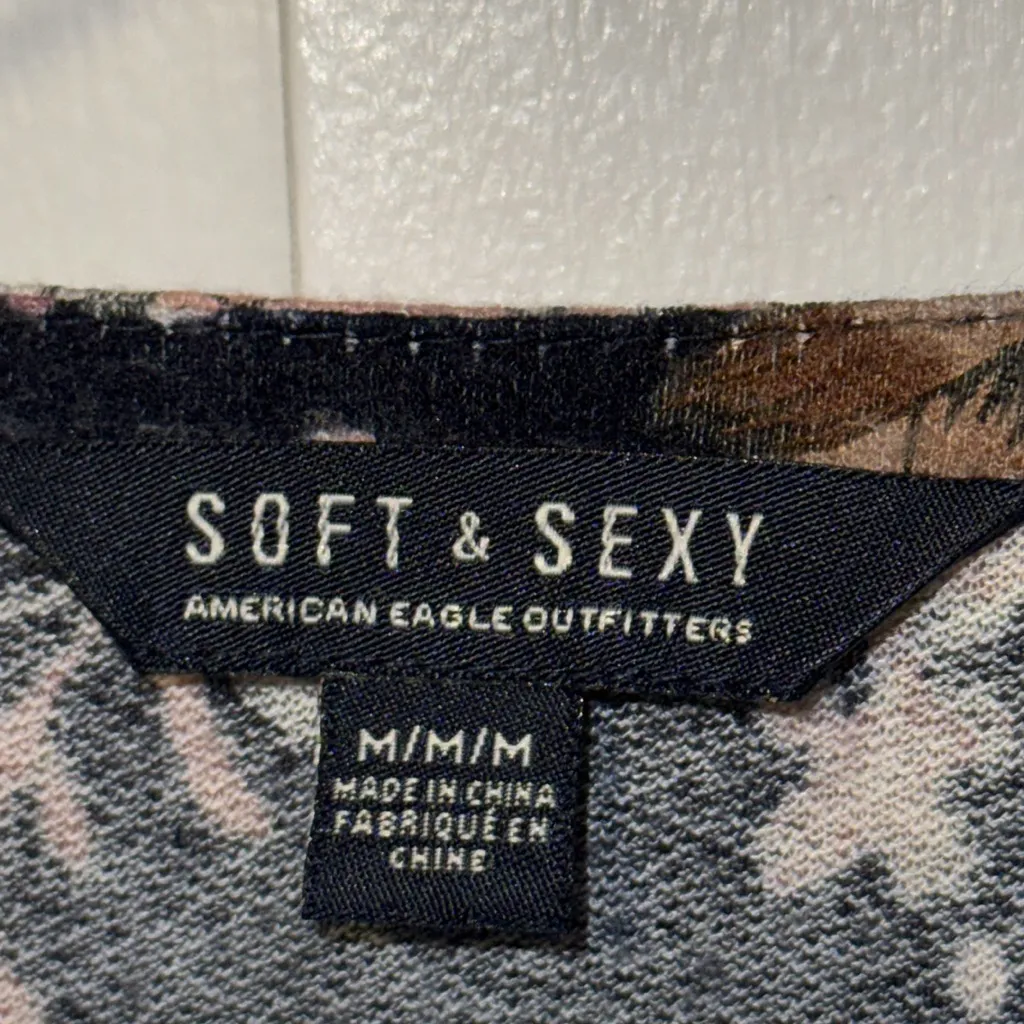 SOFT & SEXY
AMERICAN EAGLE OUTFITTERS
M/M/M
MADE IN CHINA
FABRIQUÉ EN
CHINE